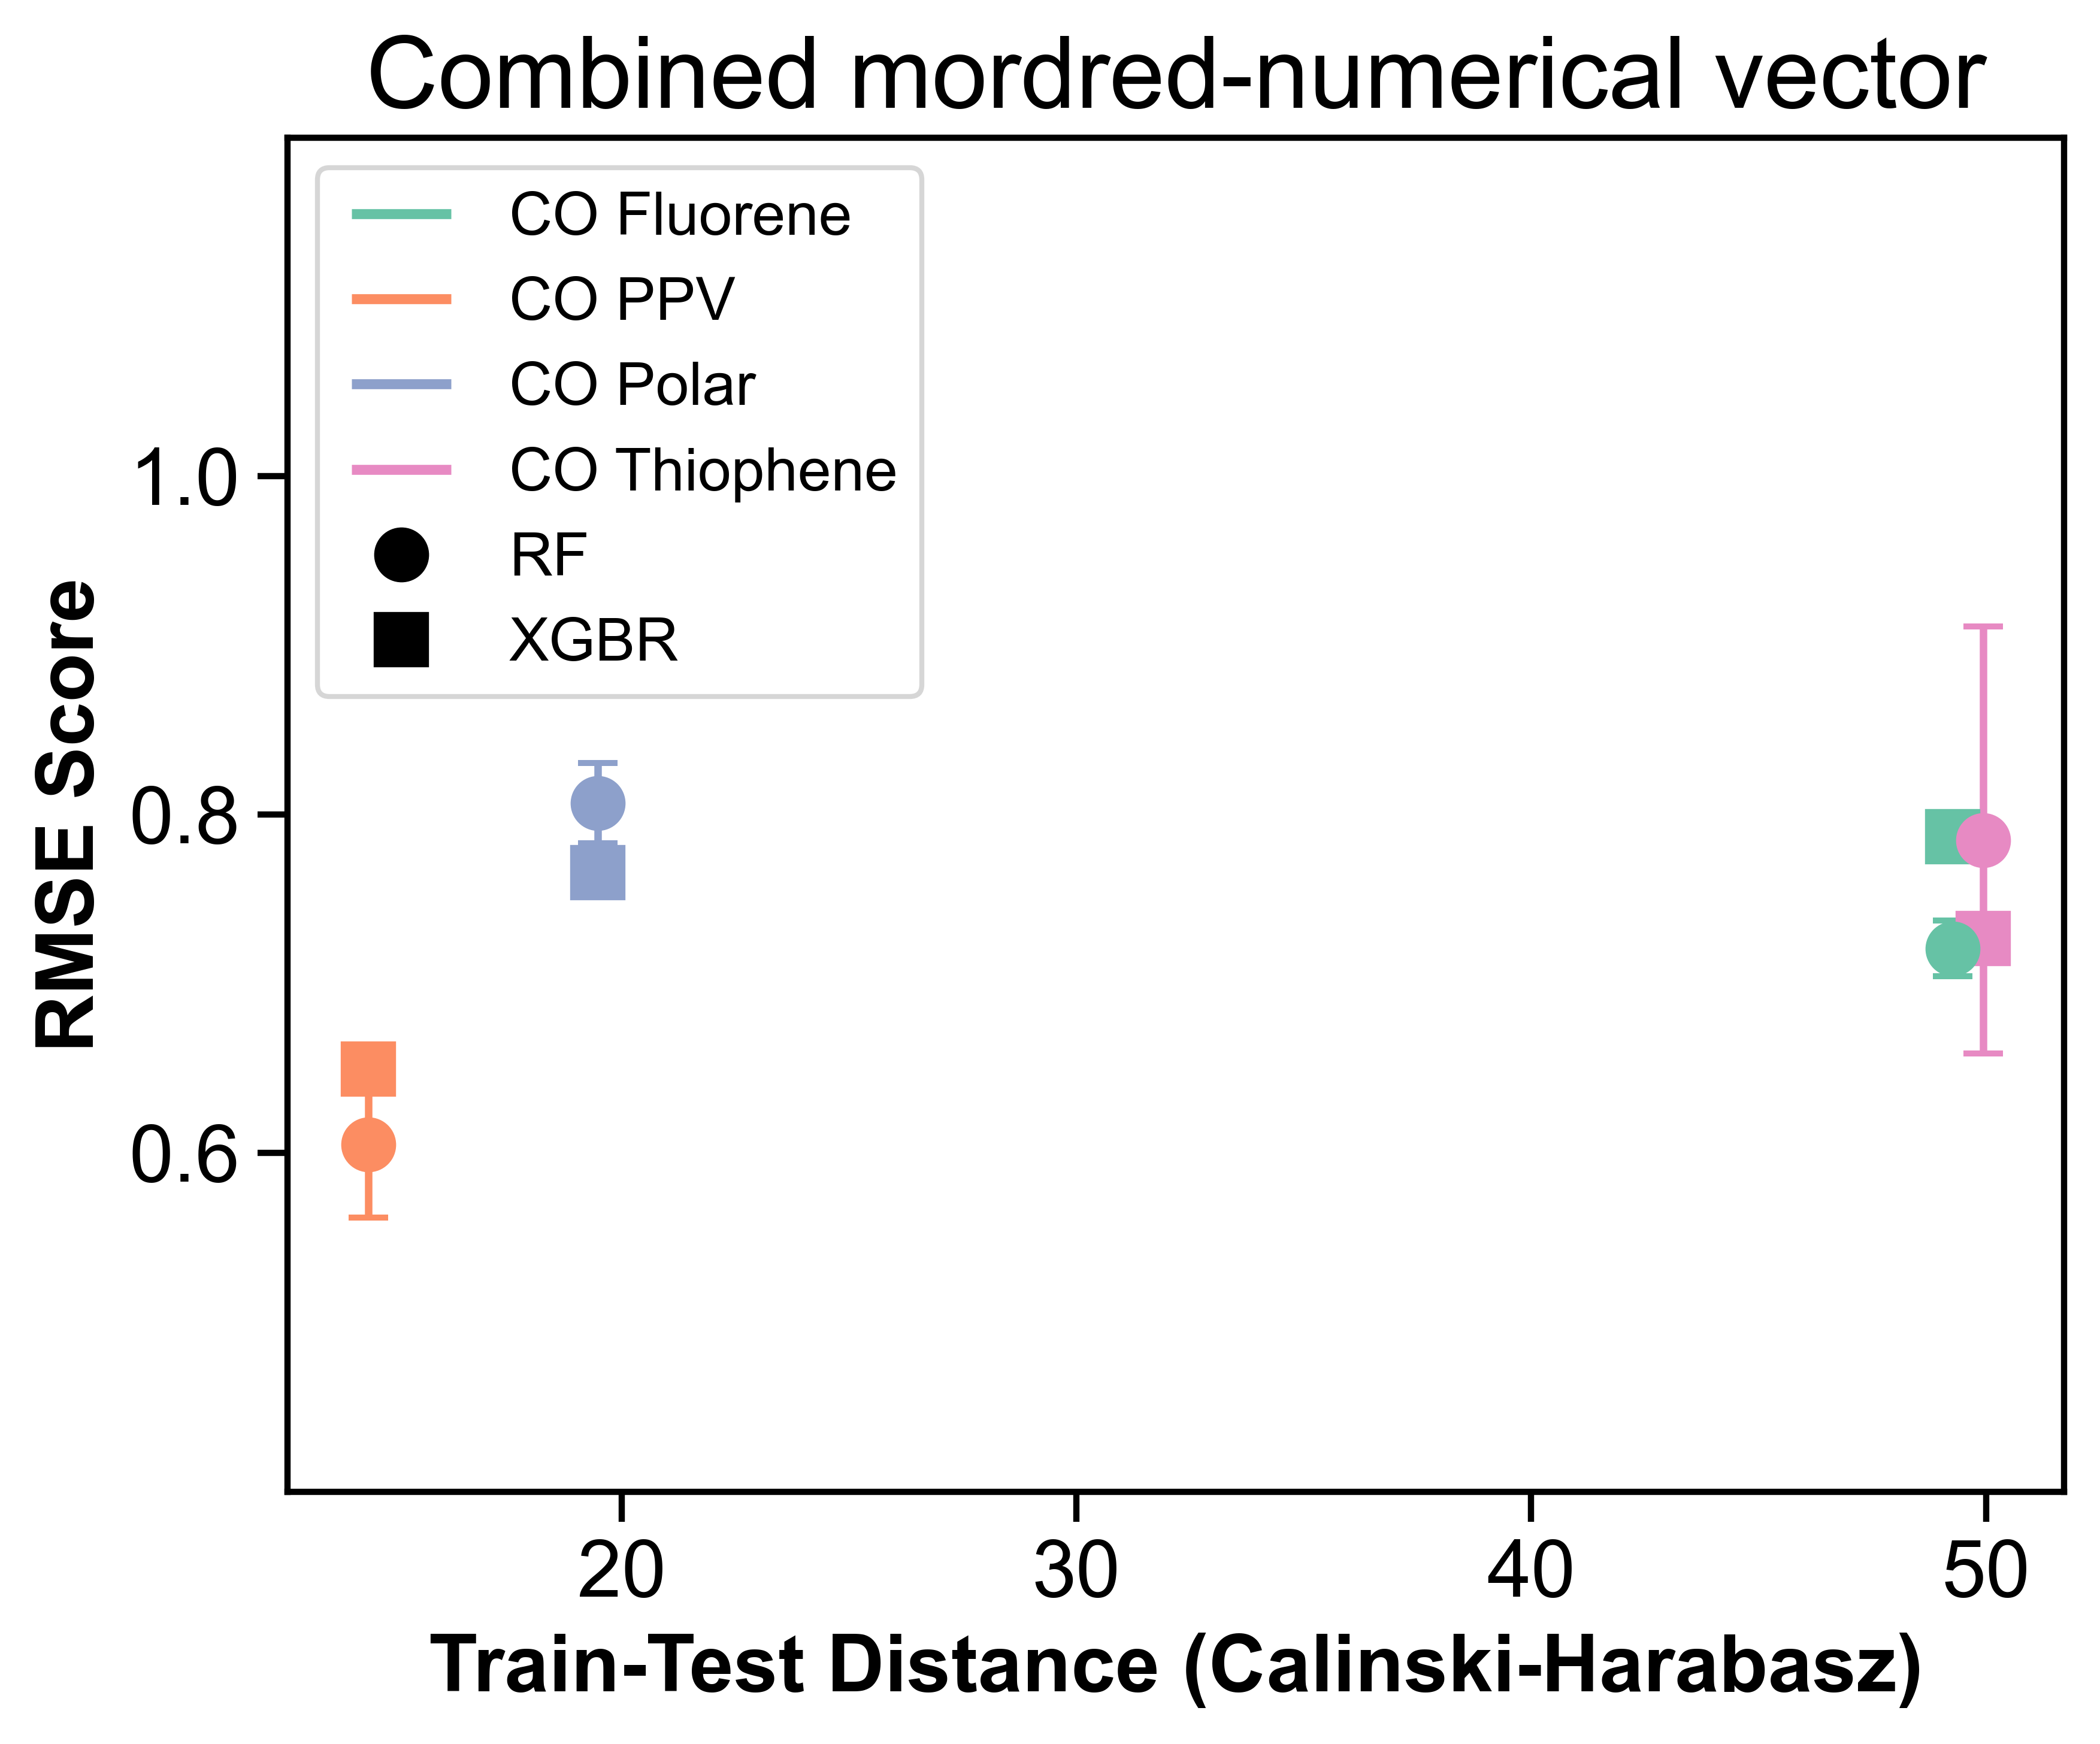 Combined mordred-numerical vector
CO Fluorene
CO PPV
CO Polar
CO Thiophene
RF
XGBR
RMSE Score
1.0
0.8
0.6
20
30
40
50
Train-Test Distance (Calinski-Harabasz)